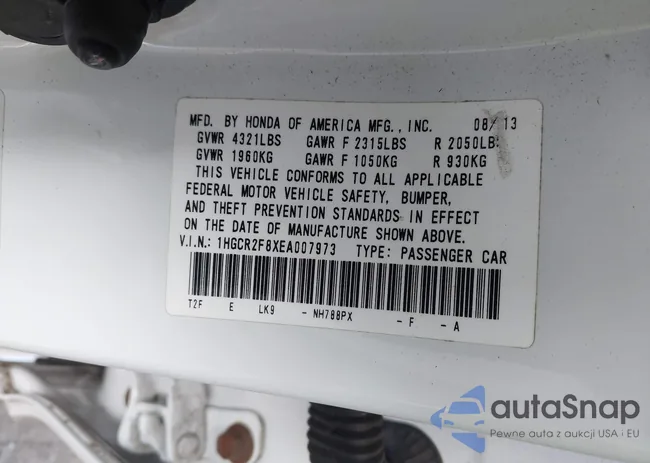 MFD. BY HONDA OF AMERICA MFG., INC. 08/13
GVWR 4321LBS GAWR F 2315LBS R 2050LBS
GVWR 1960KG GAWR F 1050KG R 930KG
THIS VEHICLE CONFORMS TO ALL APPLICABLE
FEDERAL MOTOR VEHICLE SAFETY, BUMPER,
AND THEFT PREVENTION STANDARDS IN EFFECT
ON THE DATE OF MANUFACTURE SHOWN ABOVE.
V.I.N.: 1HGCR2F8XEA007973 TYPE: PASSENGER CAR
T2F E LK9 - NH788PX - F - A
autaSnap
Pewne auta z aukcji USA i EU